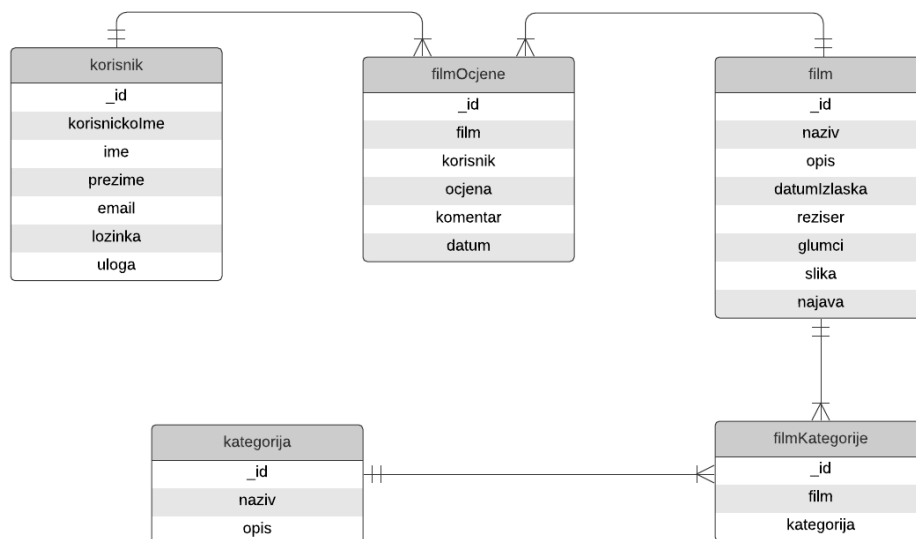 korisnik
_id
korisnickoIme
ime
prezime
email
lozinka
uloga
filmOcjene
_id
film
korisnik
ocjena
komentar
datum
film
_id
naziv
opis
datumIzlaska
reziser
glumci
slika
najava
kategorija
_id
naziv
opis
filmKategorije
_id
film
kategorija